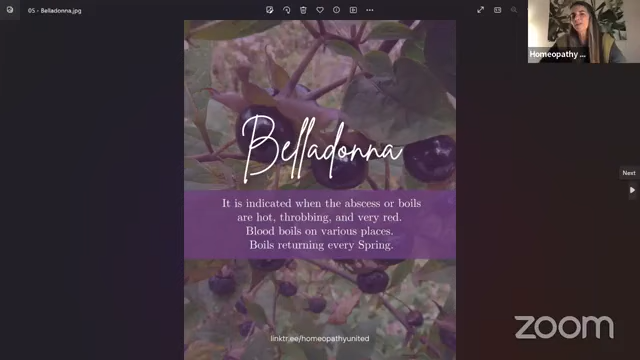 05 - Belladonna.jpg
Homeopathy ...
Belladonna
It is indicated when the abscess or boils
are hot, throbbing, and very red.
Blood boils on various places.
Boils returning every Spring.
Next
linktr.ee/homeopathyunited
zoom